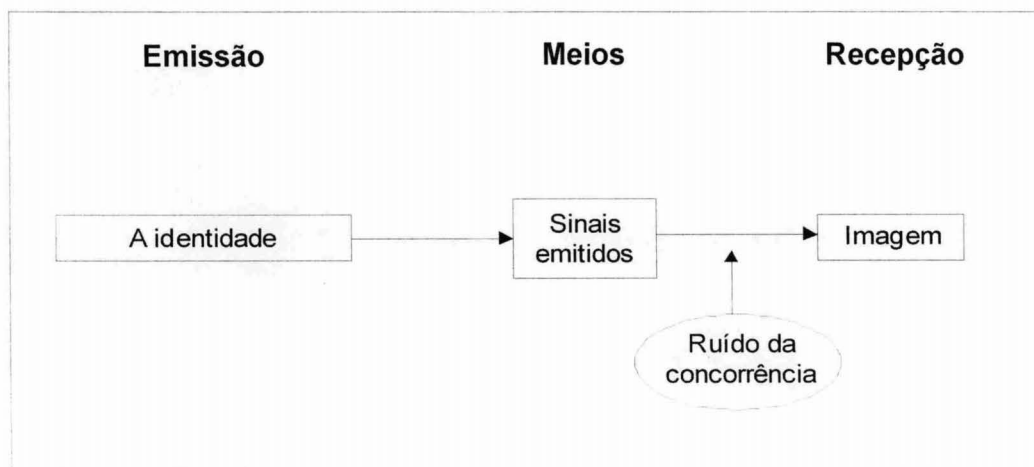 Emissão
Meios
Recepção
A identidade
Sinais
emitidos
Imagem
Ruído da
concorrência